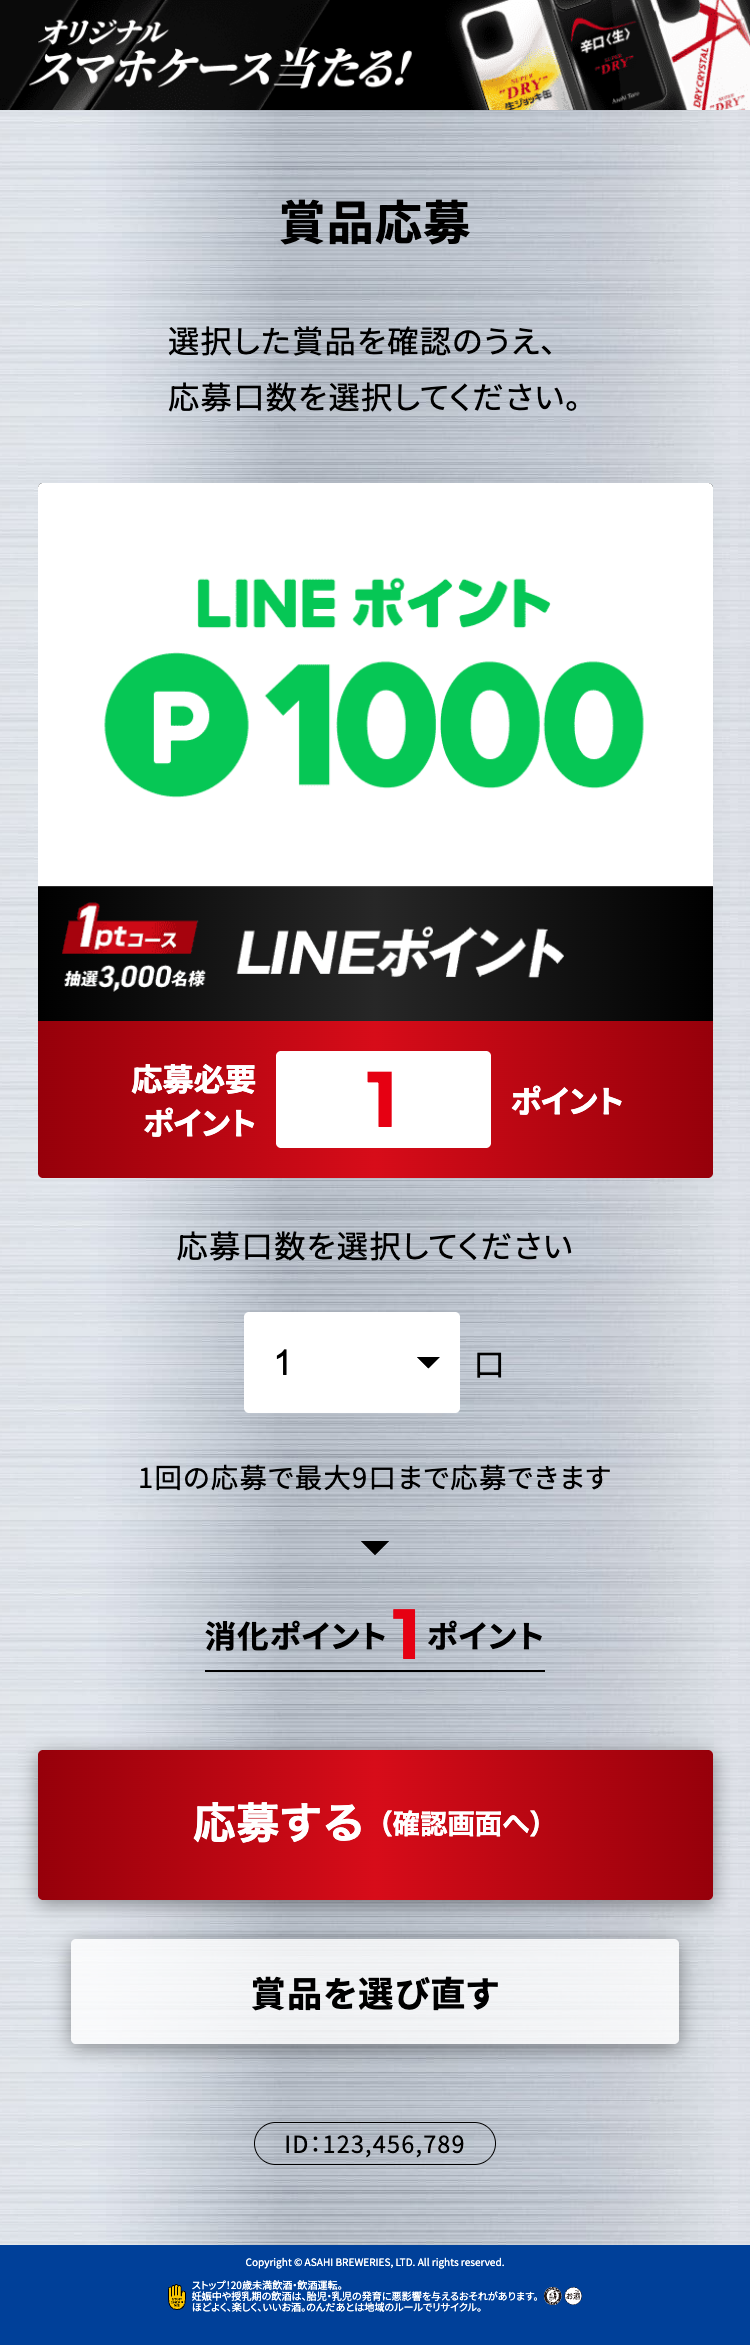 オリジナル
スマホケース当たる!
SUPER
"DRY"
生ジョッキ缶
辛口〈生〉
SUPER
"DRY"
Asahi Taro
DRY CRYSTAL
"DRY"
賞品応募
選択した賞品を確認のうえ、
応募口数を選択してください。
LINE ポイント
P 1000
1ptコース
抽選3,000名様
LINEポイント
応募必要
ポイント
1
ポイント
応募口数を選択してください
1
口
1回の応募で最大9口まで応募できます
消化ポイント1ポイント
応募する（確認画面へ）
賞品を選び直す
ID：123,456,789
Copyright © ASAHI BREWERIES, LTD. All rights reserved.
ストップ!20歳未満飲酒・飲酒運転。
妊娠中や授乳期の飲酒は、胎児・乳児の発育に悪影響を与えるおそれがあります。
ほどよく、楽しく、いいお酒。のんだあとは地域のルールでリサイクル。
お酒